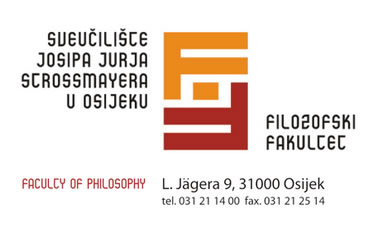 SVEUČILIŠTE
JOSIPA JURJA
STROSSMAYERA
U OSIJEKU
FILOZOFSKI
FAKULTET
FACULTY OF PHILOSOPHY
L. Jägera 9, 31000 Osijek
tel. 031 21 14 00 fax. 031 21 25 14